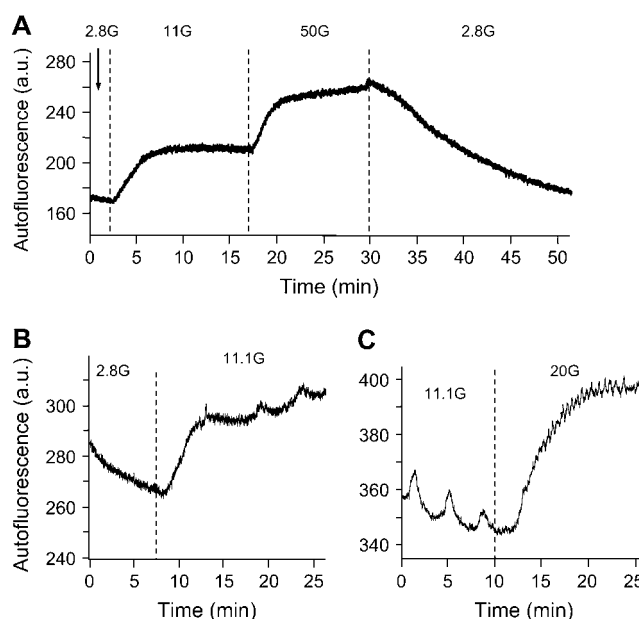 A
2.8G 11G 50G 2.8G
Autofluorescence (a.u.)
280
240
200
160
0 5 10 15 20 25 30 35 40 45 50
Time (min)
B
2.8G 11.1G
Autofluorescence (a.u.)
300
280
260
240
0 5 10 15 20 25
Time (min)
C
11.1G 20G
400
380
360
340
0 5 10 15 20 25
Time (min)